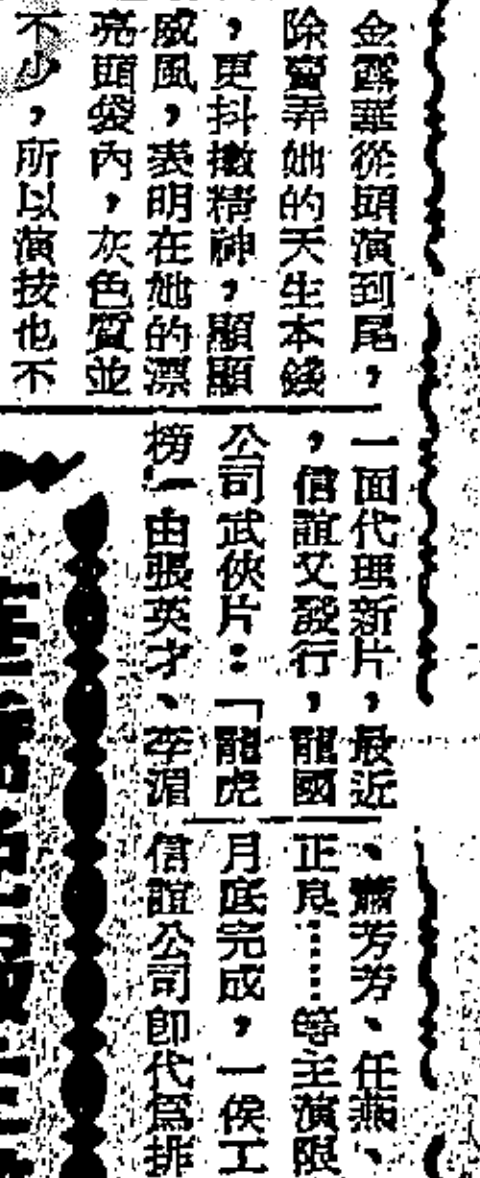 金露華從頭演到尾，
除賣弄她的天生本錢
，更抖擻精神，顯顯
威風，表明在她的漂
亮頭袋內，灰色質並
不少，所以演技也不
一面代理新片，最近
，信誼又發行，龍國
公司武俠片：「龍虎
榜」由張英才、李湄
、蕭芳芳、任燕、
正良……等主演限
月底完成，一俟工
信誼公司即代爲排